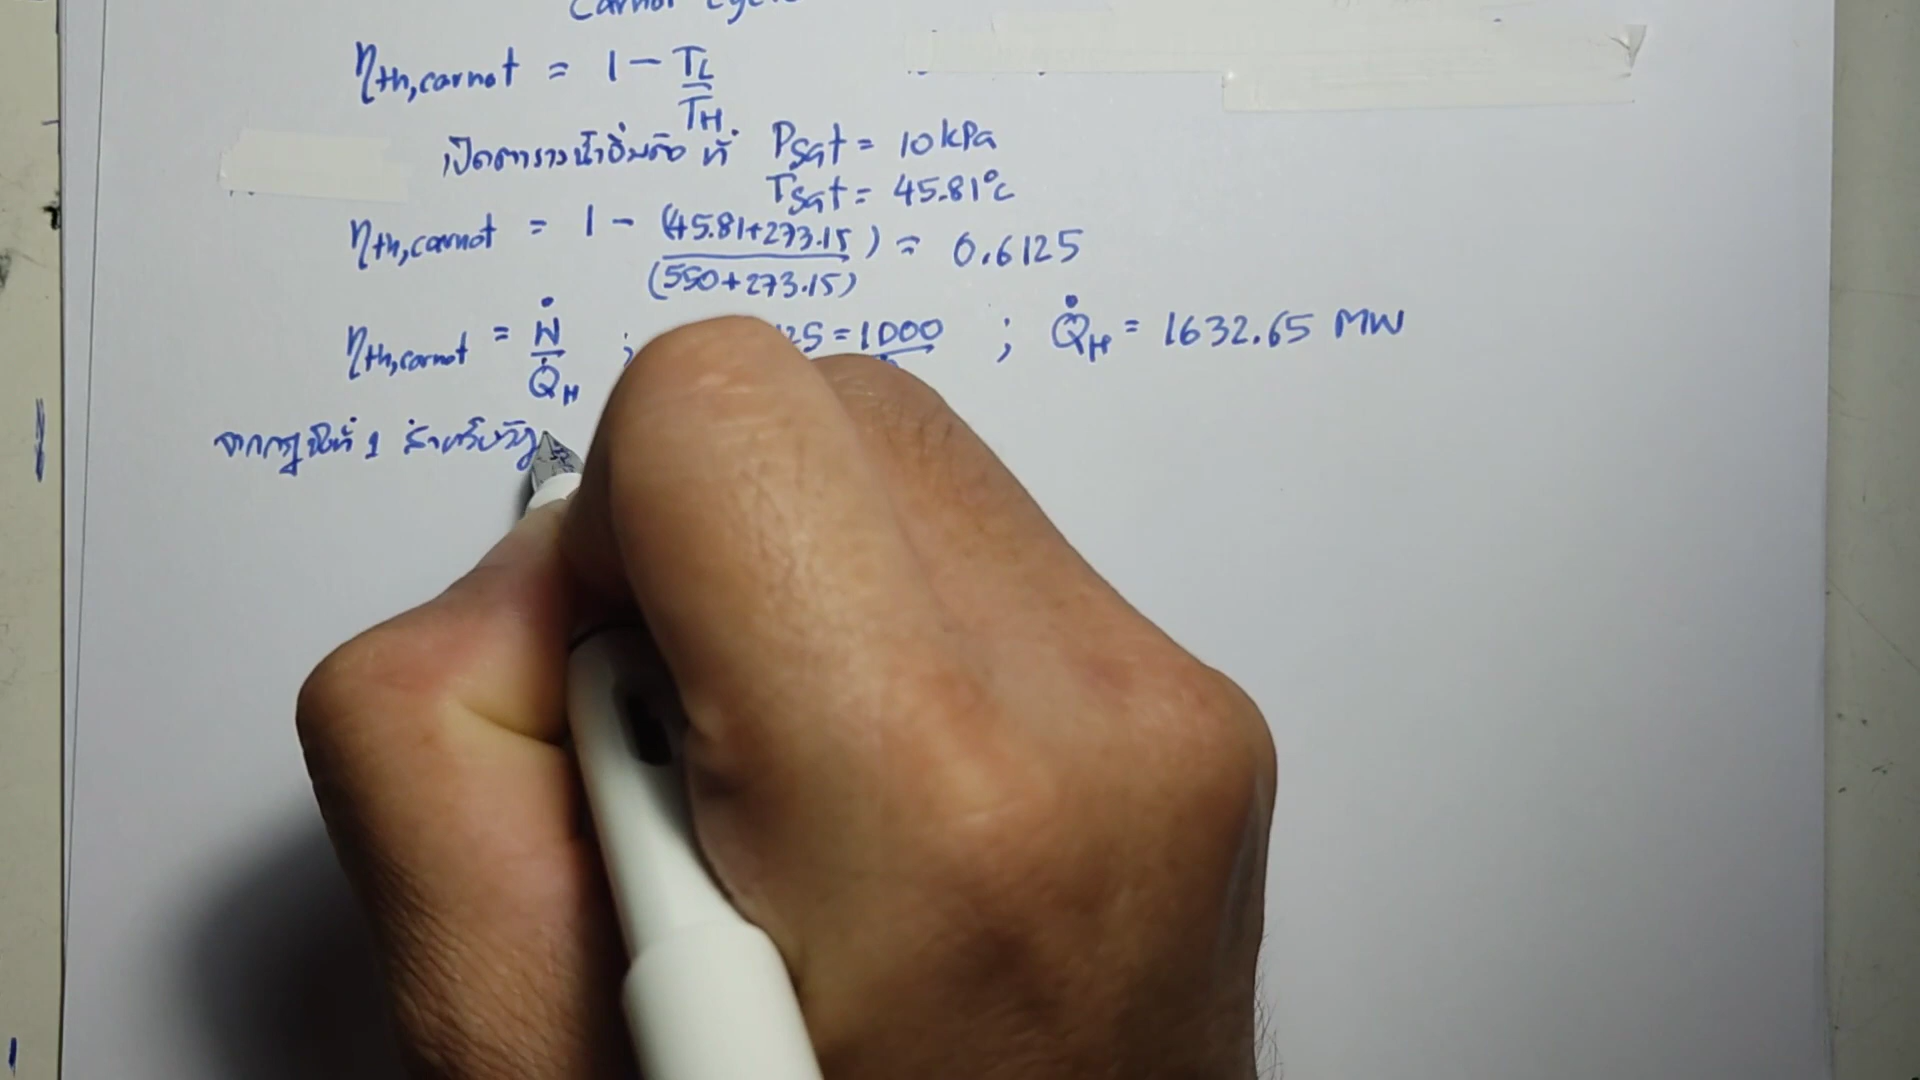 Carnot Cycle
ηth,carnot = 1 - TL/TH
เปิดตารางน้ำอิ่มตัว ที่ Psat = 10 kPa
Tsat = 45.81°C
ηth,carnot = 1 - (45.81+273.15)/(550+273.15) = 0.6125
ηth,carnot = Ẇ/Q̇H ; 125 = 1000 ; Q̇H = 1632.65 MW
จากกฎข้อที่ 1 สำหรับวัฏ